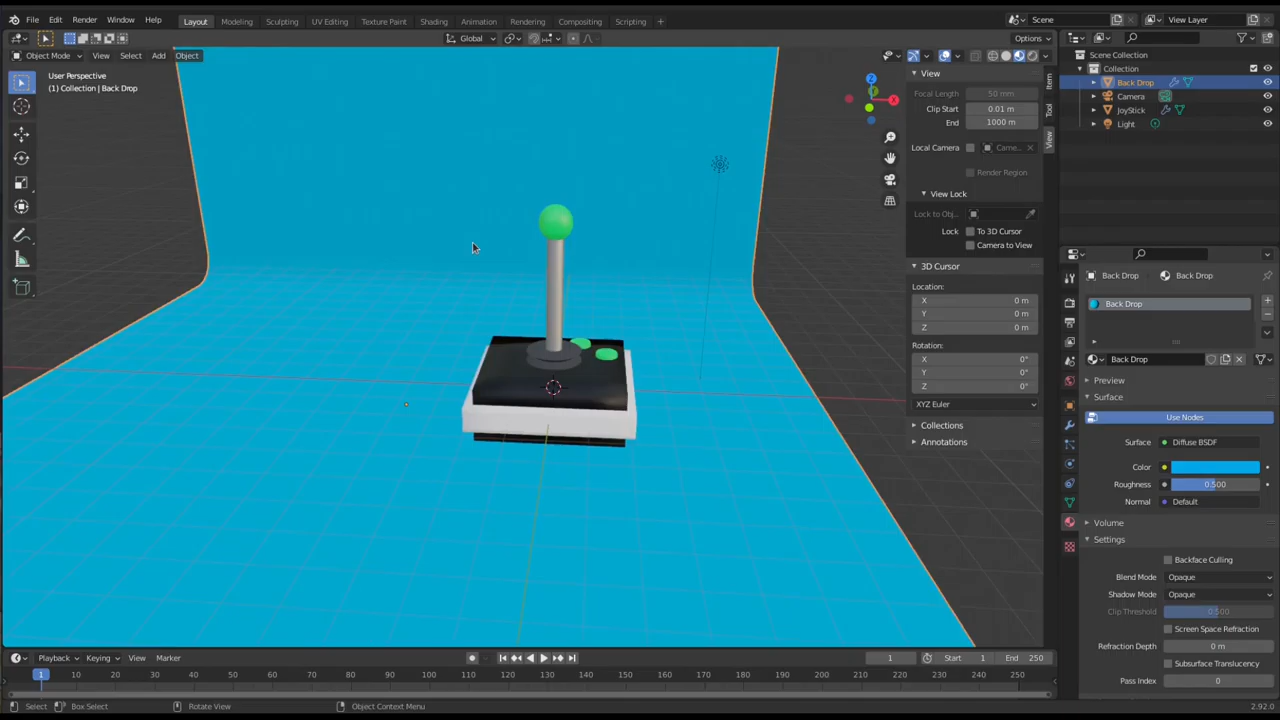 File Edit Render Window Help Layout Modeling Sculpting UV Editing Texture Paint Shading Animation Rendering Compositing Scripting + Scene View Layer
Global Options
Object Mode View Select Add Object
User Perspective
(1) Collection | Back Drop
Z
X
View
Focal Length 50 mm
Clip Start 0.01 m
End 1000 m
Local Camera Came...
Render Region
View Lock
Lock to Obj...
Lock To 3D Cursor
Camera to View
3D Cursor
Location:
X 0 m
Y 0 m
Z 0 m
Rotation:
X 0°
Y 0°
Z 0°
XYZ Euler
Collections
Annotations
Item
Tool
View
Scene Collection
Collection
Back Drop
Camera
JoyStick
Light
Back Drop Back Drop
Back Drop
Back Drop
Preview
Surface
Use Nodes
Surface Diffuse BSDF
Color
Roughness 0.500
Normal Default
Volume
Settings
Backface Culling
Blend Mode Opaque
Shadow Mode Opaque
Clip Threshold 0.500
Screen Space Refraction
Refraction Depth 0 m
Subsurface Translucency
Pass Index 0
Playback Keying View Marker 1 Start 1 End 250
1 10 20 30 40 50 60 70 80 90 100 110 120 130 140 150 160 170 180 190 200 210 220 230 240 250
Select Box Select Rotate View Object Context Menu 2.92.0